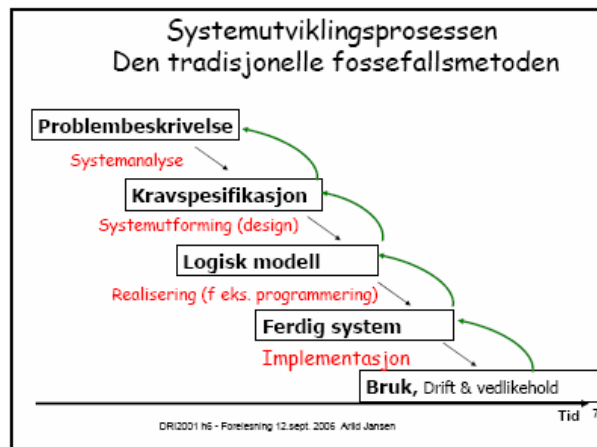 Systemutviklingsprosessen
Den tradisjonelle fossefallsmetoden
Problembeskrivelse
Systemanalyse
Kravspesifikasjon
Systemutforming (design)
Logisk modell
Realisering (f eks. programmering)
Ferdig system
Implementasjon
Bruk, Drift & vedlikehold
Tid 7
DRI2001 h6 - Forelesning 12.sept. 2006 Arild Jansen